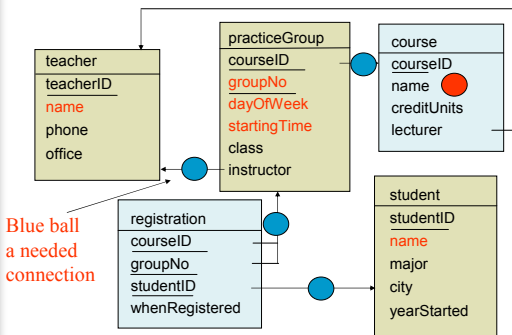 teacher
teacherID
name
phone
office
practiceGroup
courseID
groupNo
dayOfWeek
startingTime
class
instructor
course
courseID
name
creditUnits
lecturer
Blue ball
a needed
connection
registration
courseID
groupNo
studentID
whenRegistered
student
studentID
name
major
city
yearStarted